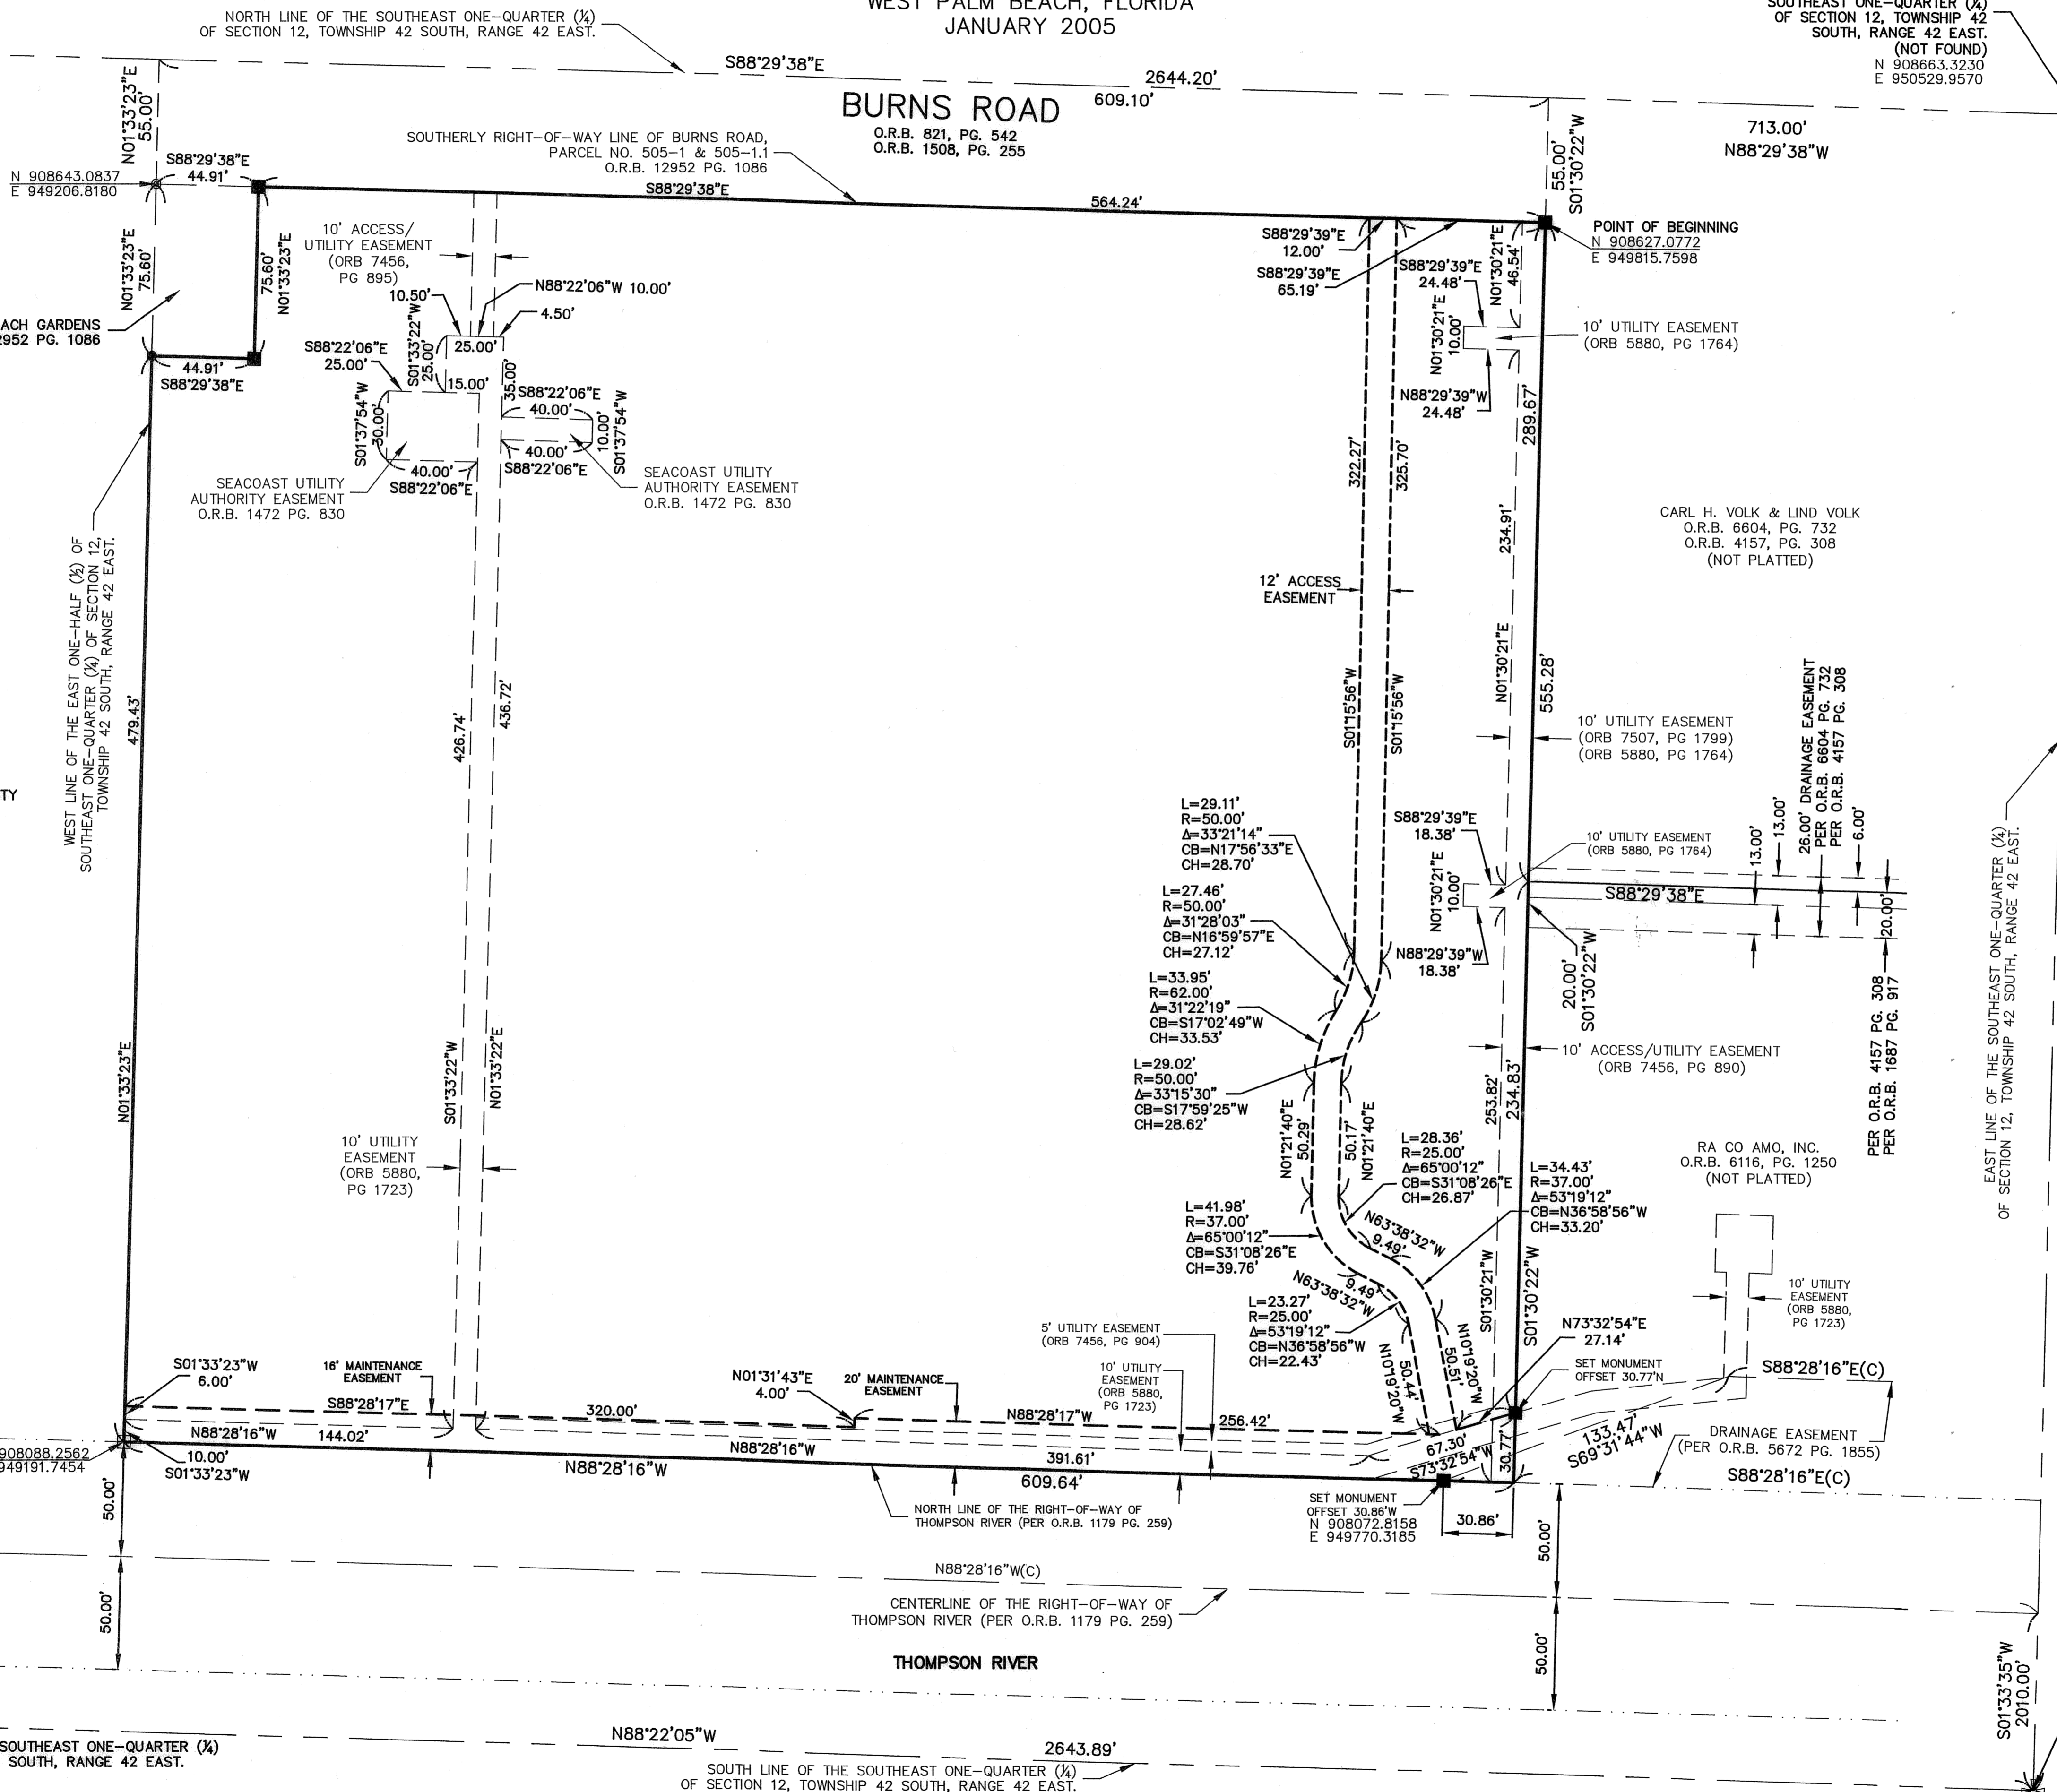 WEST PALM BEACH, FLORIDA
JANUARY 2005
NORTH LINE OF THE SOUTHEAST ONE-QUARTER (¼)
OF SECTION 12, TOWNSHIP 42 SOUTH, RANGE 42 EAST.
SOUTHEAST ONE-QUARTER (¼)
OF SECTION 12, TOWNSHIP 42
SOUTH, RANGE 42 EAST.
(NOT FOUND)
N 908663.3230
E 950529.9570
N01°33'23"E
55.00'
S88°29'38"E
2644.20'
609.10'
BURNS ROAD
O.R.B. 821, PG. 542
O.R.B. 1508, PG. 255
713.00'
N88°29'38"W
55.00'
S01°30'22"W
SOUTHERLY RIGHT-OF-WAY LINE OF BURNS ROAD,
PARCEL NO. 505-1 & 505-1.1
O.R.B. 12952 PG. 1086
N 908643.0837
E 949206.8180
S88°29'38"E
44.91'
S88°29'38"E
564.24'
POINT OF BEGINNING
N 908627.0772
E 949815.7598
N01°33'23"E
75.60'
75.60'
N01°33'23"E
ACH GARDENS
2952 PG. 1086
44.91'
S88°29'38"E
10' ACCESS/
UTILITY EASEMENT
(ORB 7456,
PG 895)
N88°22'06"W 10.00'
10.50'
4.50'
25.00'
S01°33'22"W
25.00'
S88°22'06"E
25.00'
15.00'
35.00'
S88°22'06"E
40.00'
10.00'
S01°37'54"W
40.00'
S88°22'06"E
S01°37'54"W
30.00'
40.00'
S88°22'06"E
SEACOAST UTILITY
AUTHORITY EASEMENT
O.R.B. 1472 PG. 830
SEACOAST UTILITY
AUTHORITY EASEMENT
O.R.B. 1472 PG. 830
S88°29'39"E
12.00'
S88°29'39"E
65.19'
S88°29'39"E
24.48'
N01°30'21"E
46.54'
N01°30'21"E
10.00'
10' UTILITY EASEMENT
(ORB 5880, PG 1764)
N88°29'39"W
24.48'
289.67'
322.27'
325.70'
234.91'
CARL H. VOLK & LIND VOLK
O.R.B. 6604, PG. 732
O.R.B. 4157, PG. 308
(NOT PLATTED)
WEST LINE OF THE EAST ONE-HALF (½) OF
SOUTHEAST ONE-QUARTER (¼) OF SECTION 12,
TOWNSHIP 42 SOUTH, RANGE 42 EAST.
12' ACCESS
EASEMENT
479.43'
TY
426.74'
436.72'
S01°15'56"W
S01°15'56"W
N01°30'21"E
555.28'
10' UTILITY EASEMENT
(ORB 7507, PG 1799)
(ORB 5880, PG 1764)
26.00' DRAINAGE EASEMENT
PER O.R.B. 6604 PG. 732
PER O.R.B. 4157 PG. 308
13.00'
13.00'
6.00'
20.00'
L=29.11'
R=50.00'
Δ=33°21'14"
CB=N17°56'33"E
CH=28.70'
S88°29'39"E
18.38'
10' UTILITY EASEMENT
(ORB 5880, PG 1764)
N01°30'21"E
10.00'
S88°29'38"E
N88°29'39"W
18.38'
20.00'
S01°30'22"W
L=27.46'
R=50.00'
Δ=31°28'03"
CB=N16°59'57"E
CH=27.12'
L=33.95'
R=62.00'
Δ=31°22'19"
CB=S17°02'49"W
CH=33.53'
L=29.02'
R=50.00'
Δ=33°15'30"
CB=S17°59'25"W
CH=28.62'
PER O.R.B. 4157 PG. 308
PER O.R.B. 1687 PG. 917
EAST LINE OF THE SOUTHEAST ONE-QUARTER (¼)
OF SECTION 12, TOWNSHIP 42 SOUTH, RANGE 42 EAST.
10' ACCESS/UTILITY EASEMENT
(ORB 7456, PG 890)
253.82'
234.83'
N01°33'23"E
S01°33'22"W
N01°33'22"E
10' UTILITY
EASEMENT
(ORB 5880,
PG 1723)
N01°21'40"E
50.29'
50.17'
N01°21'40"E
L=28.36'
R=25.00'
Δ=65°00'12"
CB=S31°08'26"E
CH=26.87'
L=34.43'
R=37.00'
Δ=53°19'12"
CB=N36°58'56"W
CH=33.20'
RA CO AMO, INC.
O.R.B. 6116, PG. 1250
(NOT PLATTED)
L=41.98'
R=37.00'
Δ=65°00'12"
CB=S31°08'26"E
CH=39.76'
N63°38'32"W
9.49'
9.49'
N63°38'32"W
L=23.27'
R=25.00'
Δ=53°19'12"
CB=N36°58'56"W
CH=22.43'
S01°30'21"W
S01°30'22"W
10' UTILITY
EASEMENT
(ORB 5880,
PG 1723)
N10°19'20"W
50.44'
50.51'
N10°19'20"W
N73°32'54"E
27.14'
SET MONUMENT
OFFSET 30.77'N
S88°28'16"E(C)
5' UTILITY EASEMENT
(ORB 7456, PG 904)
10' UTILITY
EASEMENT
(ORB 5880,
PG 1723)
S01°33'23"W
6.00'
16' MAINTENANCE
EASEMENT
S88°28'17"E
320.00'
N01°31'43"E
4.00'
20' MAINTENANCE
EASEMENT
N88°28'17"W
256.42'
N88°28'16"W
144.02'
N88°28'16"W
391.61'
67.30'
S73°32'54"W
30.77'
133.47'
S69°31'44"W
DRAINAGE EASEMENT
(PER O.R.B. 5672 PG. 1855)
S88°28'16"E(C)
908088.2562
949191.7454
10.00'
S01°33'23"W
N88°28'16"W
609.64'
NORTH LINE OF THE RIGHT-OF-WAY OF
THOMPSON RIVER (PER O.R.B. 1179 PG. 259)
SET MONUMENT
OFFSET 30.86'W
N 908072.8158
E 949770.3185
30.86'
50.00'
50.00'
50.00'
50.00'
N88°28'16"W(C)
CENTERLINE OF THE RIGHT-OF-WAY OF
THOMPSON RIVER (PER O.R.B. 1179 PG. 259)
THOMPSON RIVER
S01°33'35"W
2010.00'
N88°22'05"W
2643.89'
SOUTHEAST ONE-QUARTER (¼)
SOUTH, RANGE 42 EAST.
SOUTH LINE OF THE SOUTHEAST ONE-QUARTER (¼)
OF SECTION 12, TOWNSHIP 42 SOUTH, RANGE 42 EAST.